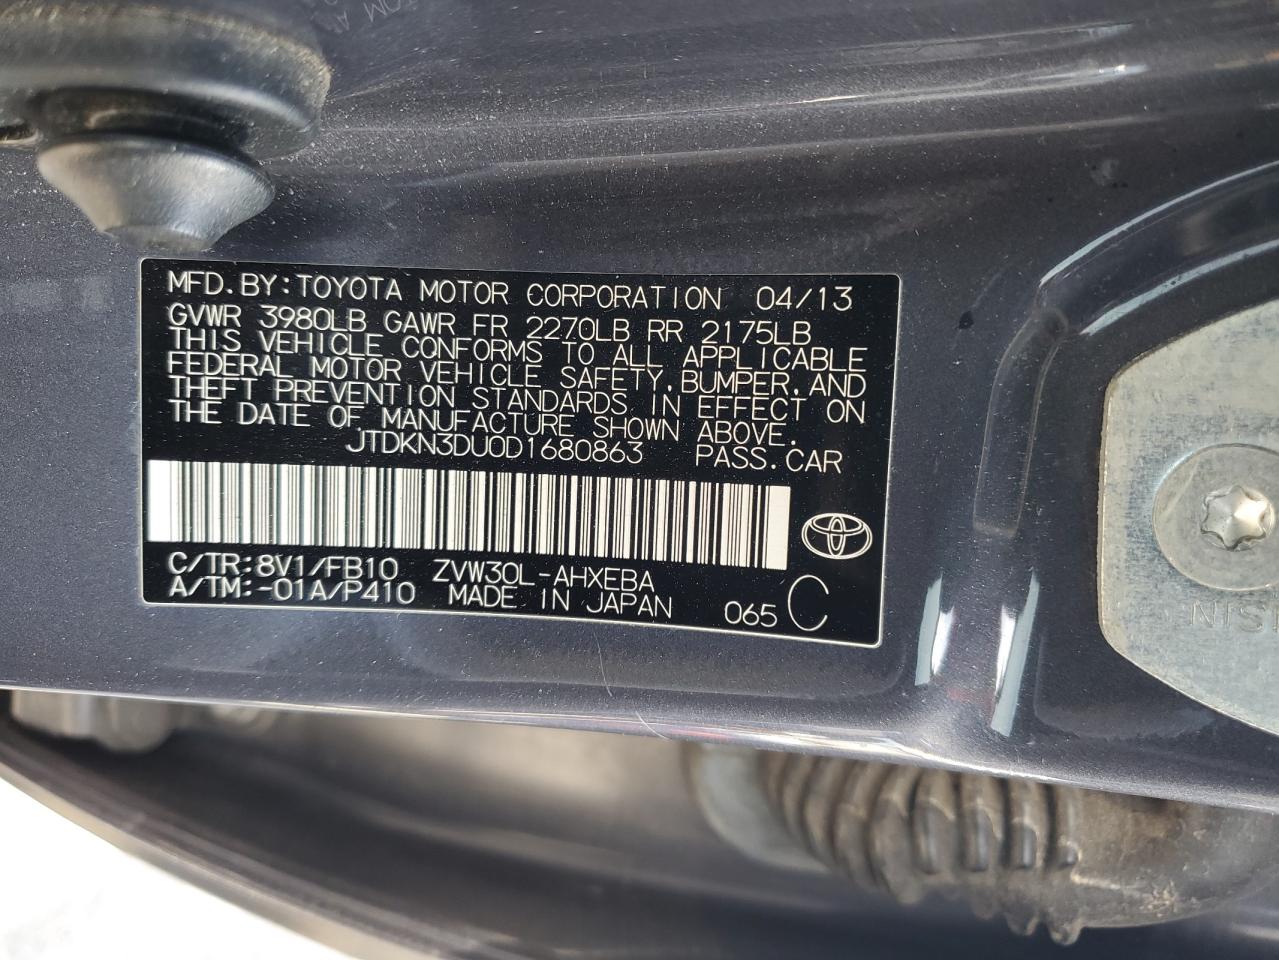 MFD.BY:TOYOTA MOTOR CORPORATION 04/13
GVWR 3980LB GAWR FR 2270LB RR 2175LB
THIS VEHICLE CONFORMS TO ALL APPLICABLE
FEDERAL MOTOR VEHICLE SAFETY,BUMPER,AND
THEFT PREVENTION STANDARDS IN EFFECT ON
THE DATE OF MANUFACTURE SHOWN ABOVE.
JTDKN3DU0D1680863 PASS.CAR
C/TR:8V1/FB10 ZVW30L-AHXEBA
A/TM:-01A/P410 MADE IN JAPAN 065 C